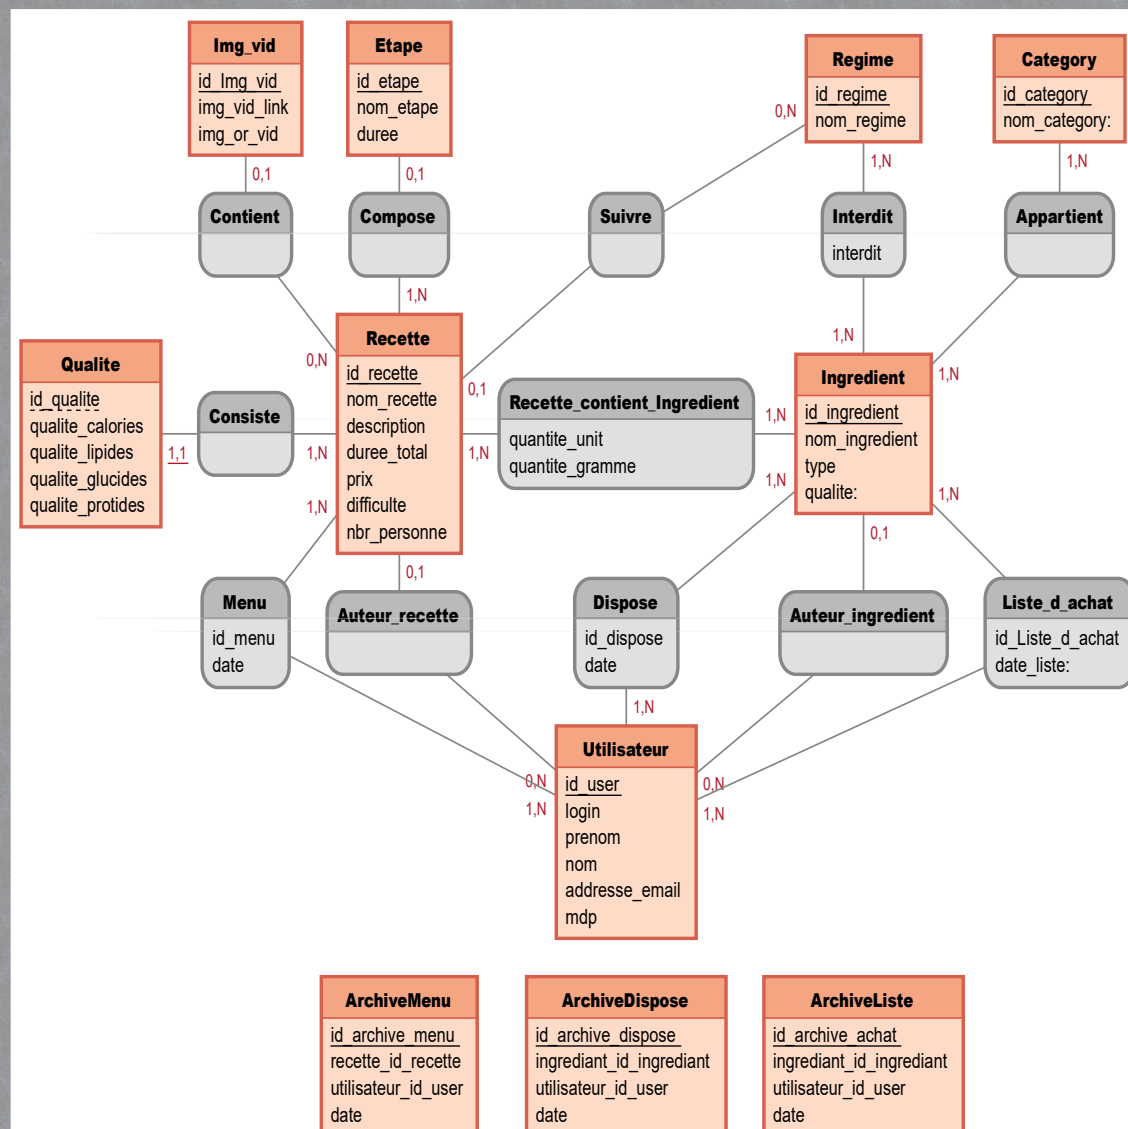 Img_vid
id_Img_vid
img_vid_link
img_or_vid
Etape
id_etape
nom_etape
duree
Regime
id_regime
nom_regime
Category
id_category
nom_category:
0,1
0,1
0,N
1,N
1,N
Contient
Compose
Suivre
Interdit
interdit
Appartient
1,N
0,N
0,1
1,N
1,N
Qualite
id_qualite
qualite_calories
qualite_lipides
qualite_glucides
qualite_protides
1,1
Consiste
1,N
Recette
id_recette
nom_recette
description
duree_total
prix
difficulte
nbr_personne
1,N
Recette_contient_Ingredient
quantite_unit
quantite_gramme
1,N
Ingredient
id_ingredient
nom_ingredient
type
qualite:
1,N
0,1
1,N
0,1
1,N
Menu
id_menu
date
Auteur_recette
Dispose
id_dispose
date
Auteur_ingredient
Liste_d_achat
id_Liste_d_achat
date_liste:
1,N
0,N
1,N
0,N
1,N
Utilisateur
id_user
login
prenom
nom
addresse_email
mdp
ArchiveMenu
id_archive_menu
recette_id_recette
utilisateur_id_user
date
ArchiveDispose
id_archive_dispose
ingrediant_id_ingrediant
utilisateur_id_user
date
ArchiveListe
id_archive_achat
ingrediant_id_ingrediant
utilisateur_id_user
date